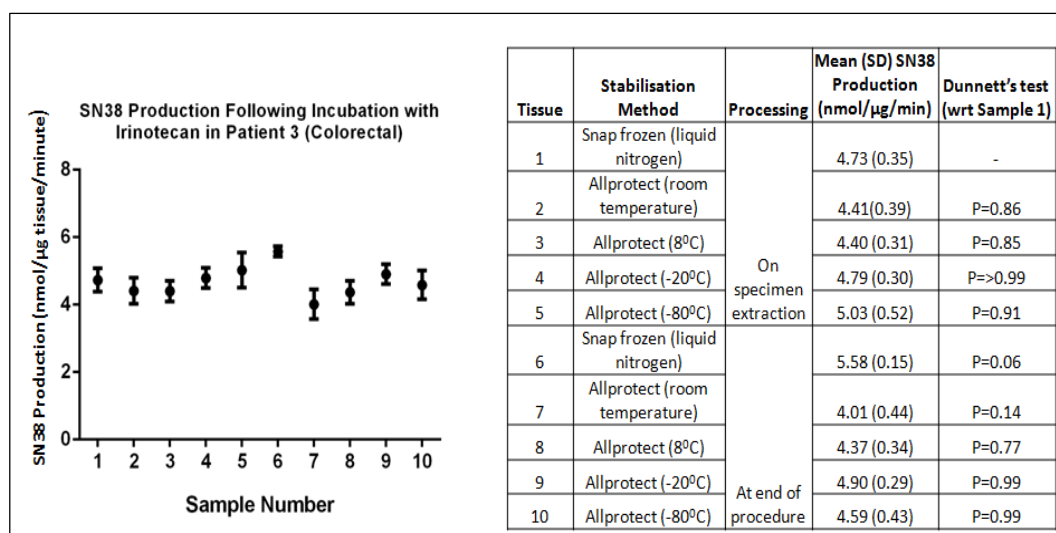 SN38 Production Following Incubation with
Irinotecan in Patient 3 (Colorectal)
SN38 Production (nmol/µg tissue/minute)
8
6
4
2
0
1 2 3 4 5 6 7 8 9 10
Sample Number
Tissue | Stabilisation Method | Processing | Mean (SD) SN38 Production (nmol/µg/min) | Dunnett’s test (wrt Sample 1)
1 | Snap frozen (liquid nitrogen) | On specimen extraction | 4.73 (0.35) | -
2 | Allprotect (room temperature) | 4.41(0.39) | P=0.86
3 | Allprotect (8⁰C) | 4.40 (0.31) | P=0.85
4 | Allprotect (-20⁰C) | 4.79 (0.30) | P=>0.99
5 | Allprotect (-80⁰C) | 5.03 (0.52) | P=0.91
6 | Snap frozen (liquid nitrogen) | At end of procedure | 5.58 (0.15) | P=0.06
7 | Allprotect (room temperature) | 4.01 (0.44) | P=0.14
8 | Allprotect (8⁰C) | 4.37 (0.34) | P=0.77
9 | Allprotect (-20⁰C) | 4.90 (0.29) | P=0.99
10 | Allprotect (-80⁰C) | 4.59 (0.43) | P=0.99